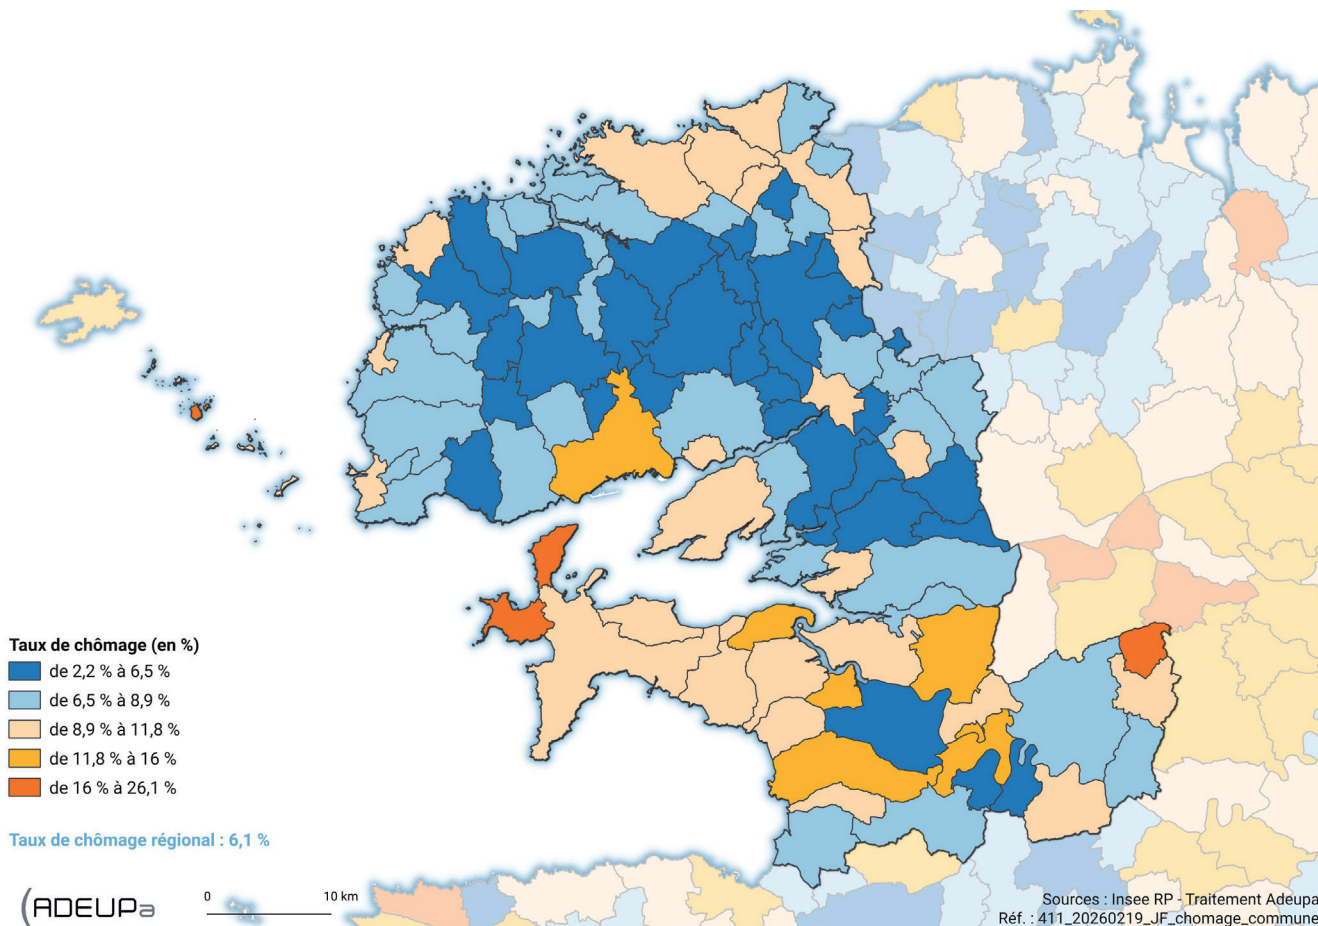 Taux de chômage (en %)
de 2,2 % à 6,5 %
de 6,5 % à 8,9 %
de 8,9 % à 11,8 %
de 11,8 % à 16 %
de 16 % à 26,1 %
Taux de chômage régional : 6,1 %
ADEUPa
0 10 km
Sources : Insee RP - Traitement Adeupa
Réf. : 411_20260219_JF_chomage_commune